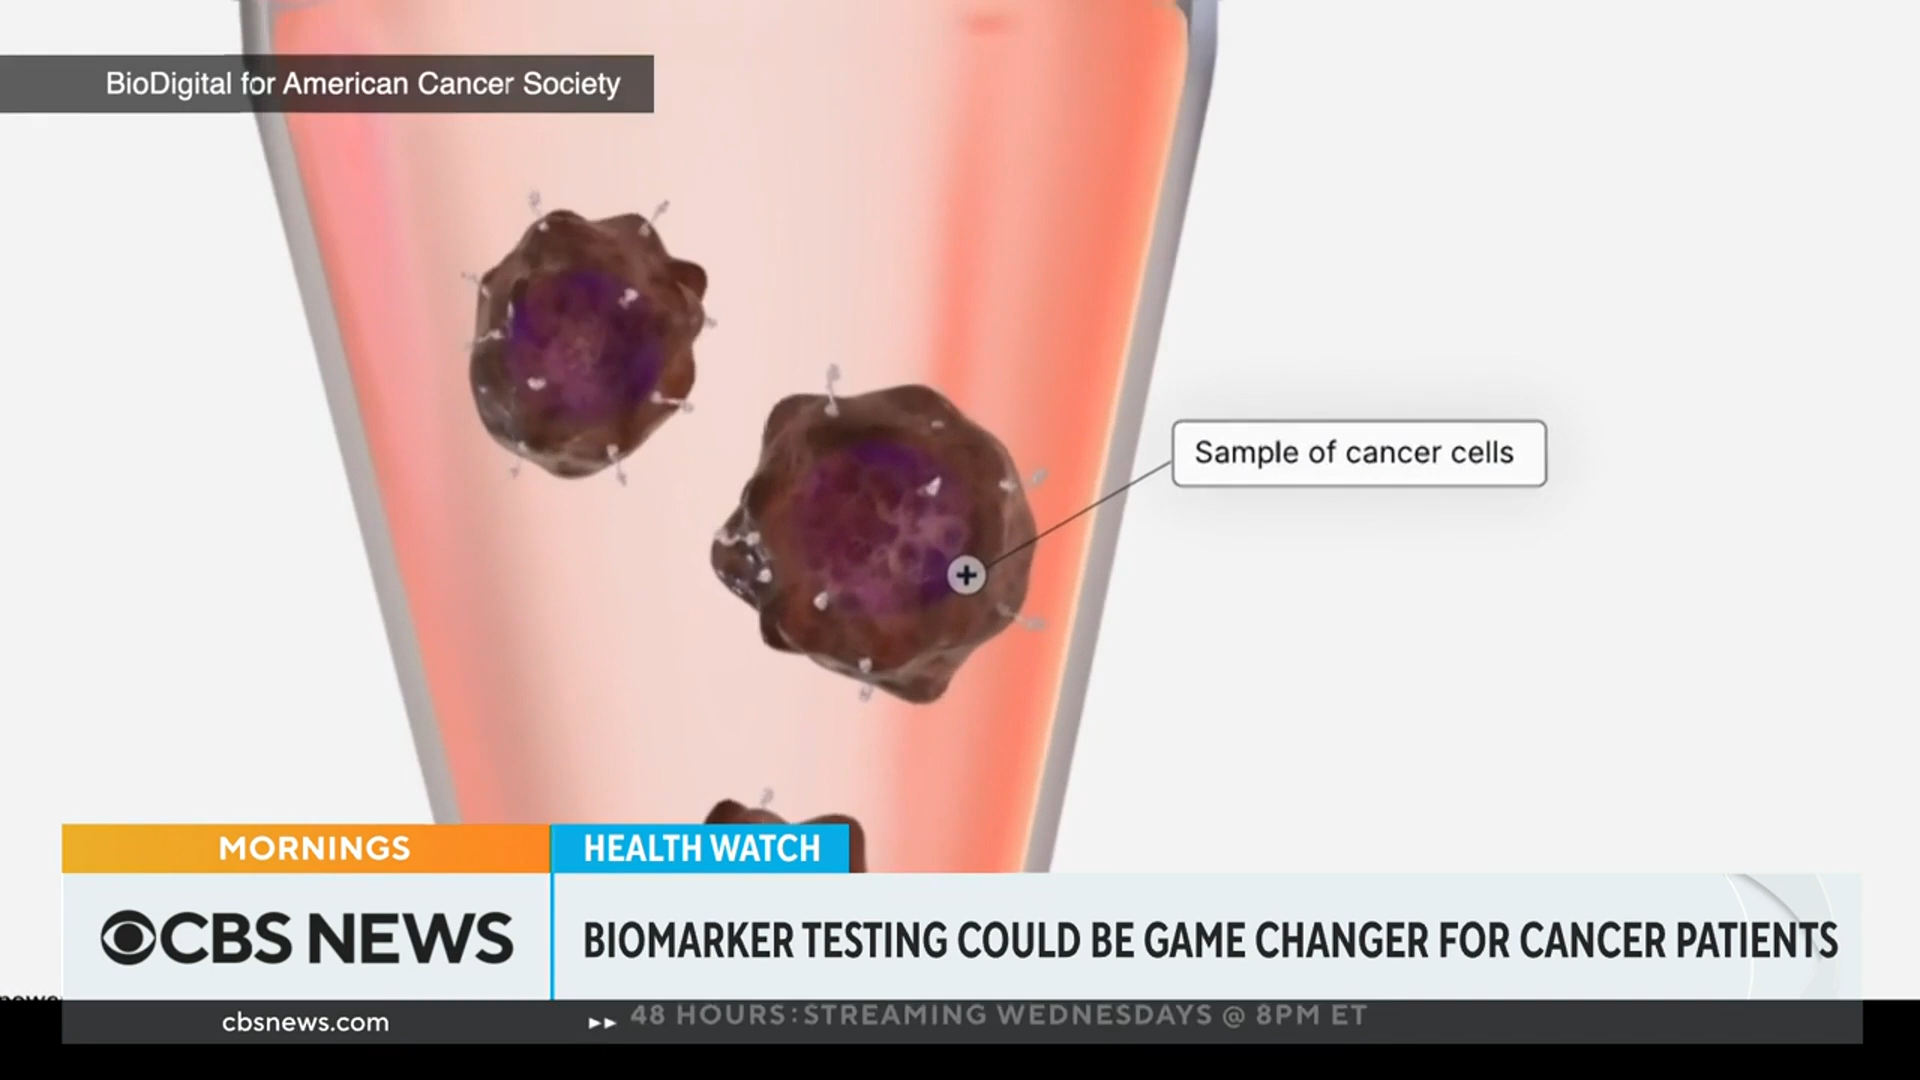 BioDigital for American Cancer Society
Sample of cancer cells
MORNINGS
HEALTH WATCH
CBS NEWS
BIOMARKER TESTING COULD BE GAME CHANGER FOR CANCER PATIENTS
cbsnews.com
48 HOURS: STREAMING WEDNESDAYS @ 8PM ET